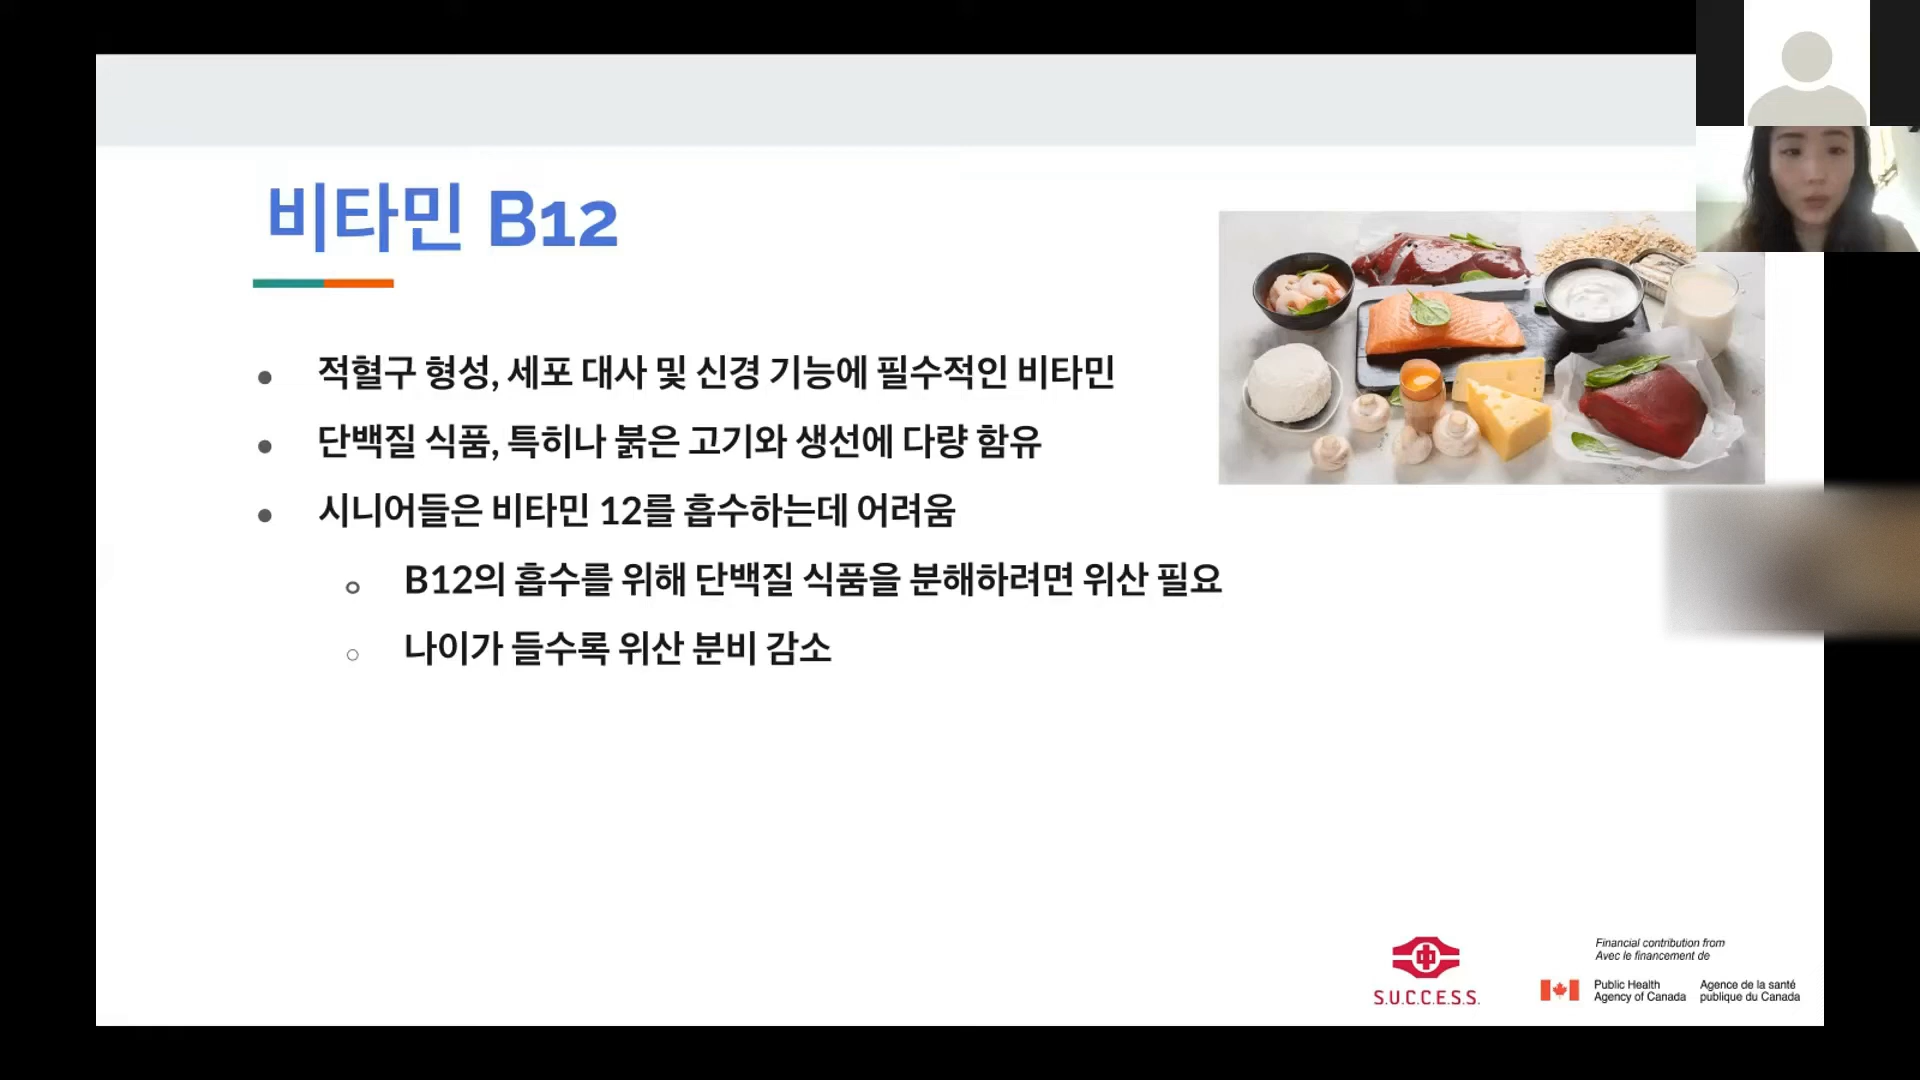 비타민 B12
적혈구 형성, 세포 대사 및 신경 기능에 필수적인 비타민
단백질 식품, 특히나 붉은 고기와 생선에 다량 함유
시니어들은 비타민 12를 흡수하는데 어려움
B12의 흡수를 위해 단백질 식품을 분해하려면 위산 필요
나이가 들수록 위산 분비 감소
S.U.C.C.E.S.S.
Financial contribution from
Avec le financement de
Public Health
Agency of Canada
Agence de la santé
publique du Canada